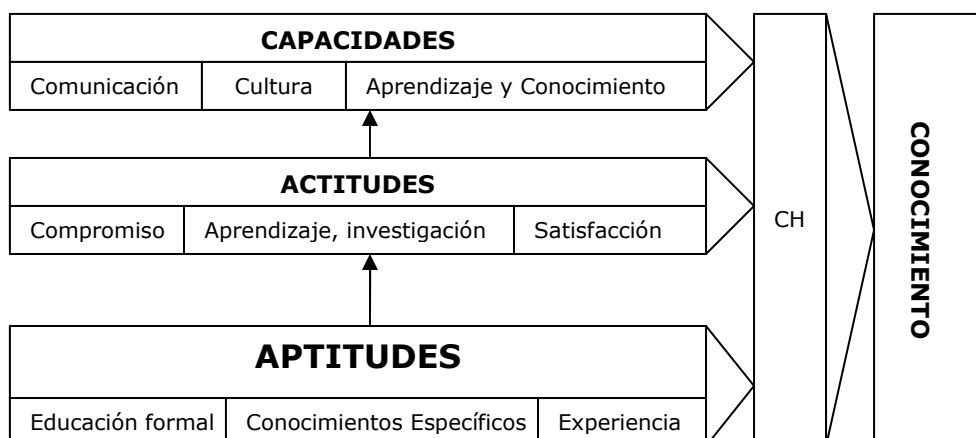 CAPACIDADES
Comunicación Cultura Aprendizaje y Conocimiento
ACTITUDES
Compromiso Aprendizaje, investigación Satisfacción
APTITUDES
Educación formal Conocimientos Específicos Experiencia
CH
CONOCIMIENTO